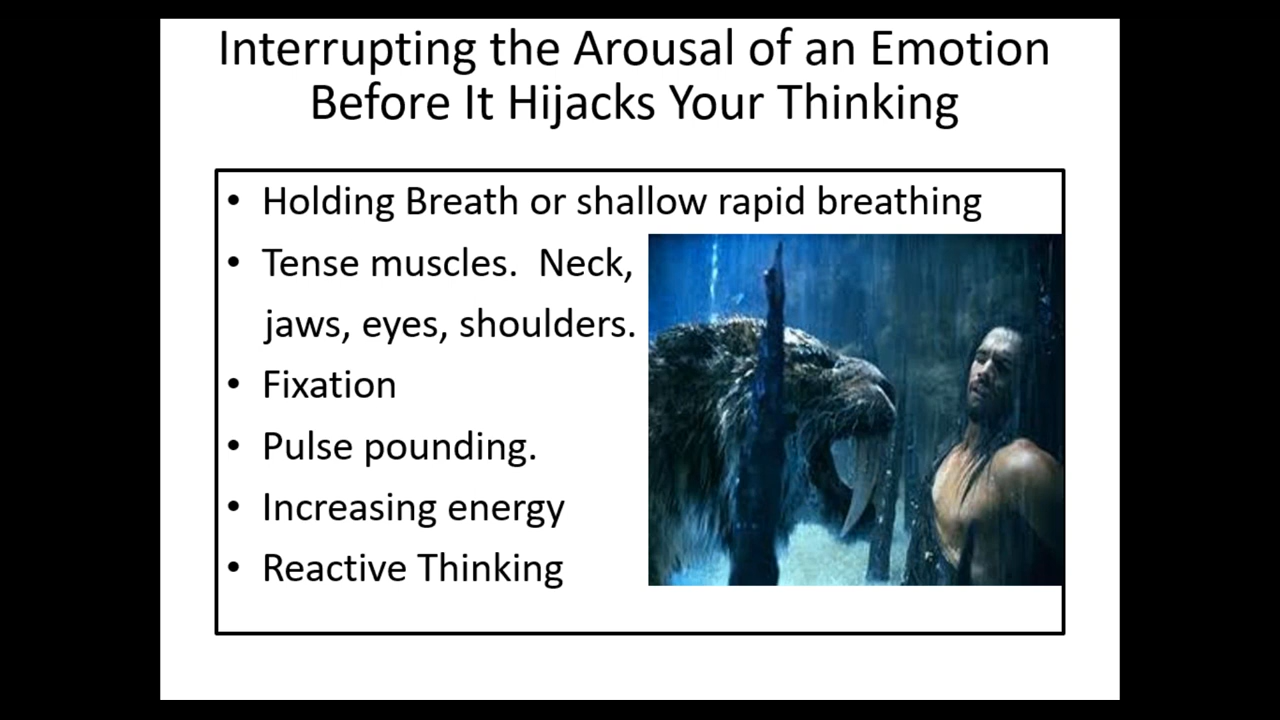 Interrupting the Arousal of an Emotion
Before It Hijacks Your Thinking
• Holding Breath or shallow rapid breathing
• Tense muscles.  Neck,
jaws, eyes, shoulders.
• Fixation
• Pulse pounding.
• Increasing energy
• Reactive Thinking